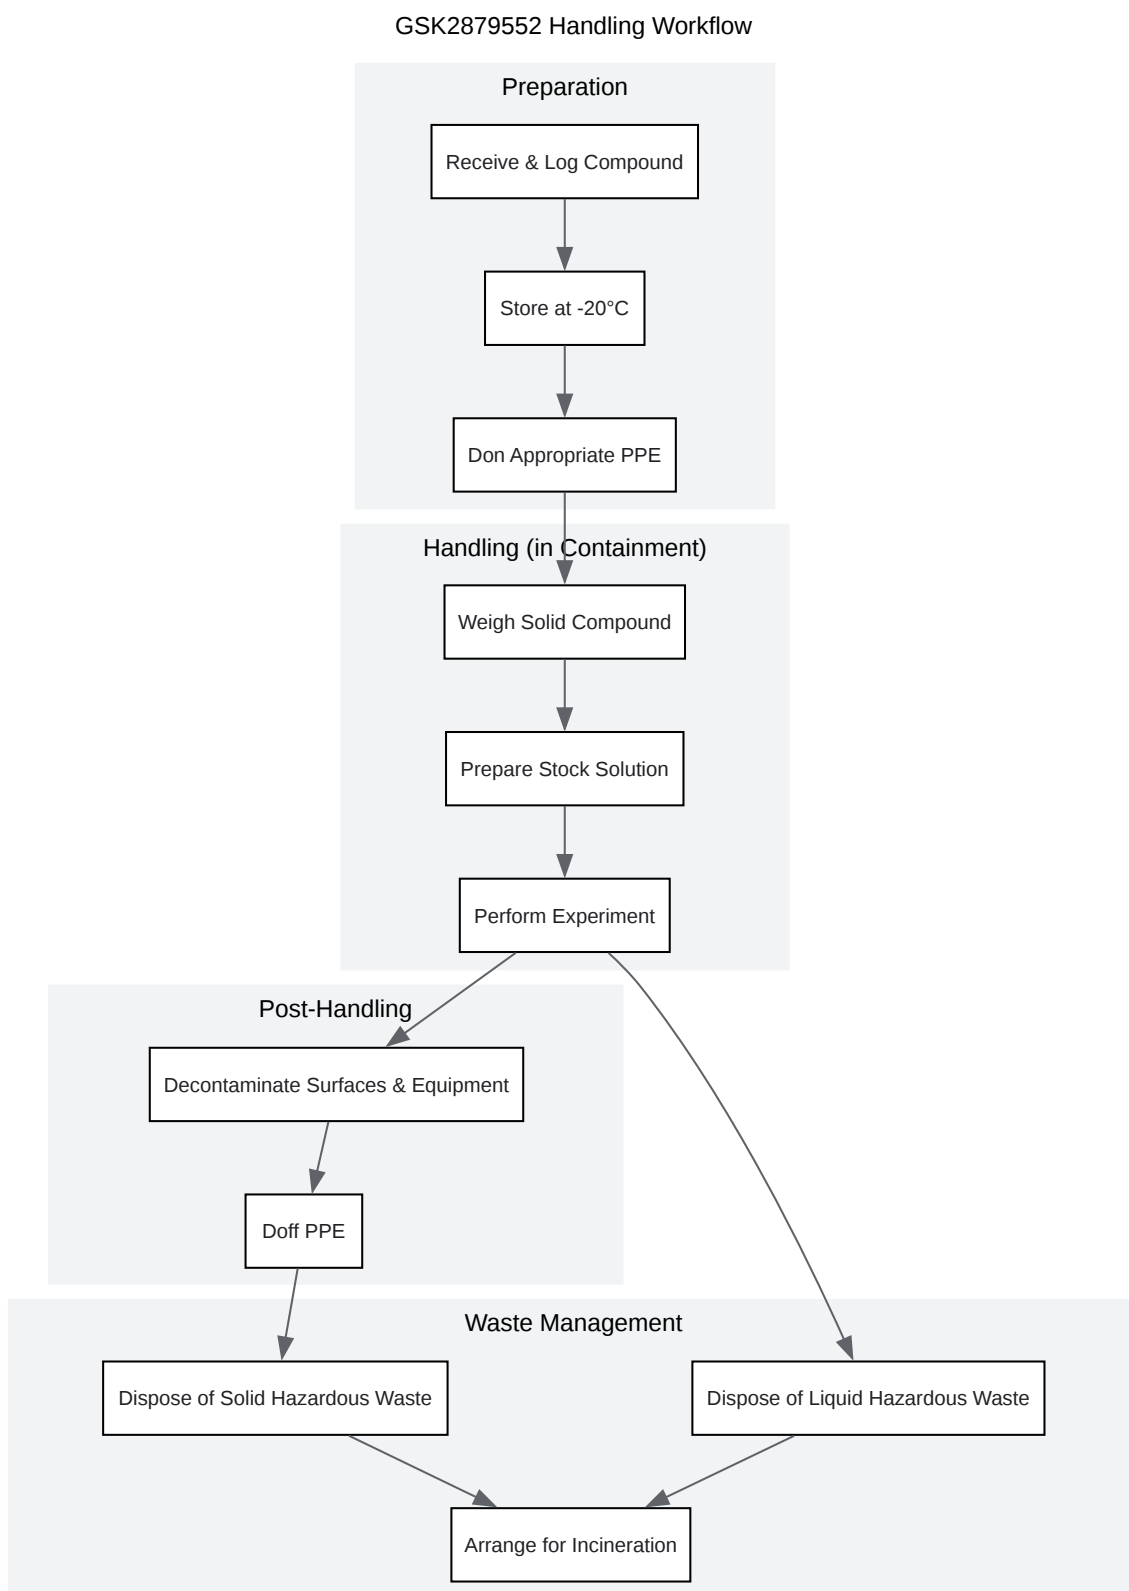 GSK2879552 Handling Workflow
Preparation
Receive & Log Compound
Store at -20°C
Don Appropriate PPE
Handling (in Containment)
Weigh Solid Compound
Prepare Stock Solution
Perform Experiment
Post-Handling
Decontaminate Surfaces & Equipment
Doff PPE
Waste Management
Dispose of Solid Hazardous Waste
Dispose of Liquid Hazardous Waste
Arrange for Incineration